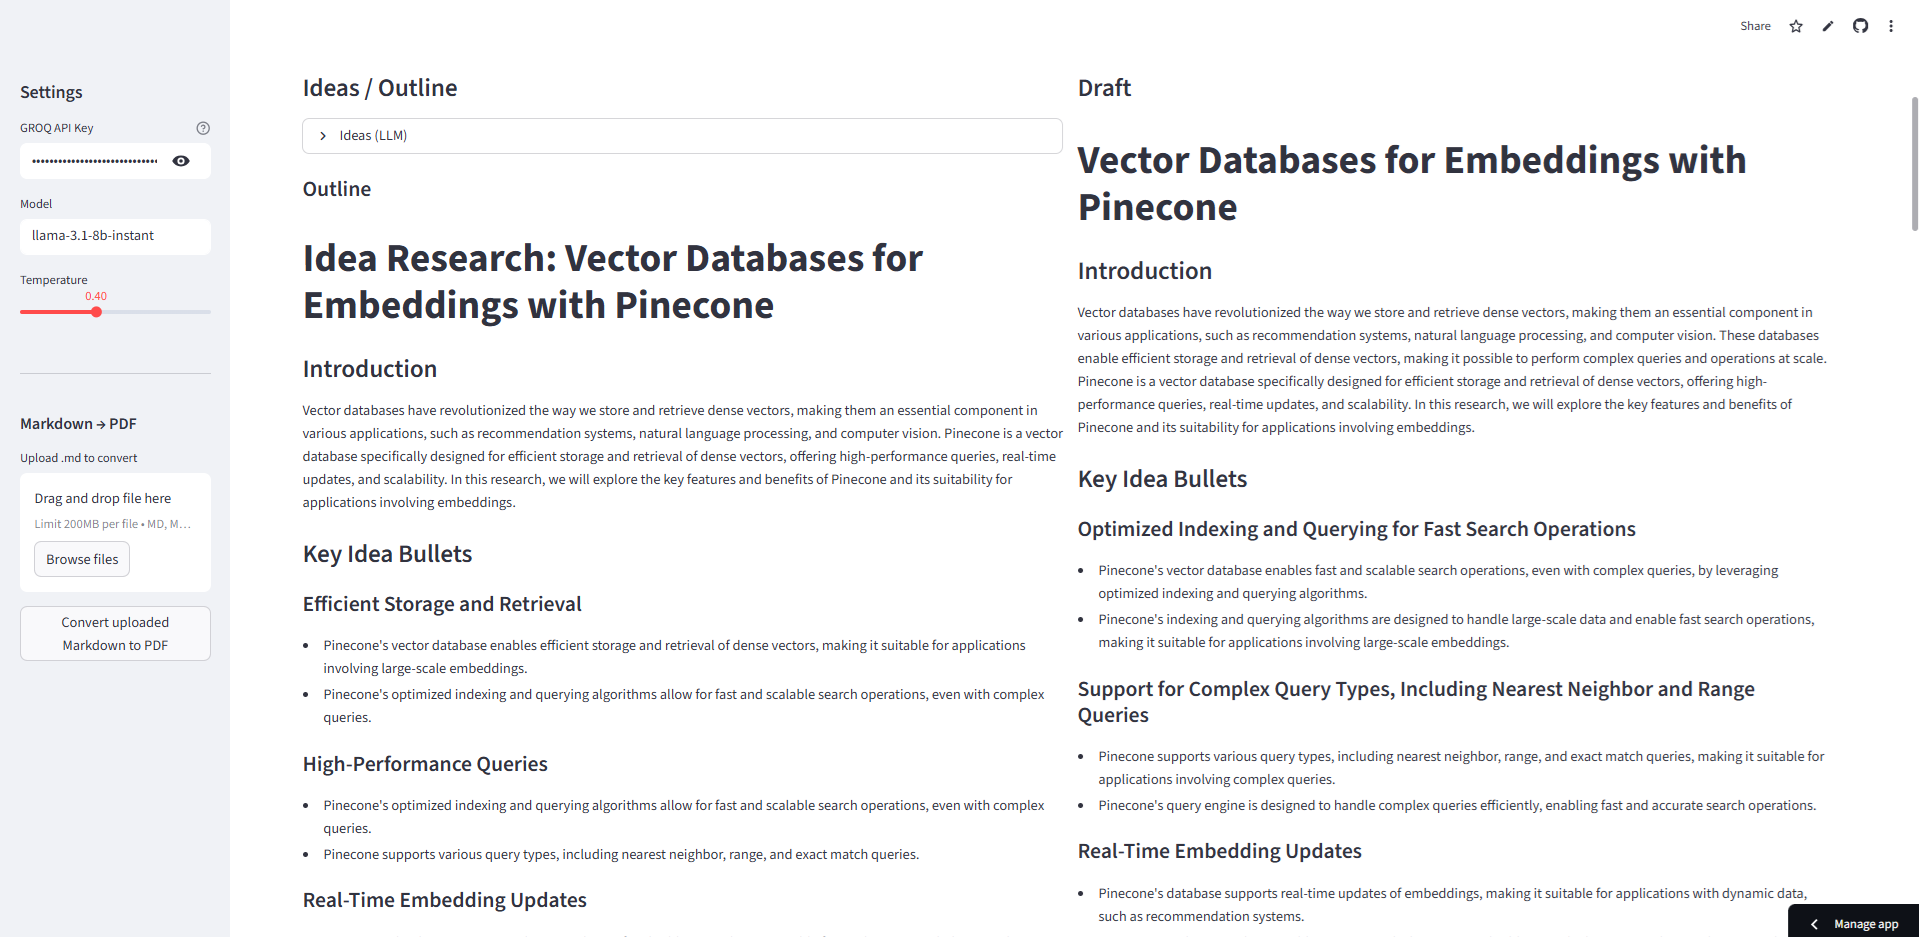 Share
Settings
GROQ API Key
••••••••••••••••••••••••••••
Model
llama-3.1-8b-instant
Temperature
0.40
Markdown → PDF
Upload .md to convert
Drag and drop file here
Limit 200MB per file • MD, M…
Browse files
Convert uploaded
Markdown to PDF
Ideas / Outline
Ideas (LLM)
Outline
Idea Research: Vector Databases for
Embeddings with Pinecone
Introduction
Vector databases have revolutionized the way we store and retrieve dense vectors, making them an essential component in
various applications, such as recommendation systems, natural language processing, and computer vision. Pinecone is a vector
database specifically designed for efficient storage and retrieval of dense vectors, offering high-performance queries, real-time
updates, and scalability. In this research, we will explore the key features and benefits of Pinecone and its suitability for
applications involving embeddings.
Key Idea Bullets
Efficient Storage and Retrieval
• Pinecone's vector database enables efficient storage and retrieval of dense vectors, making it suitable for applications
involving large-scale embeddings.
• Pinecone's optimized indexing and querying algorithms allow for fast and scalable search operations, even with complex
queries.
High-Performance Queries
• Pinecone's optimized indexing and querying algorithms allow for fast and scalable search operations, even with complex
queries.
• Pinecone supports various query types, including nearest neighbor, range, and exact match queries.
Real-Time Embedding Updates
Draft
Vector Databases for Embeddings with
Pinecone
Introduction
Vector databases have revolutionized the way we store and retrieve dense vectors, making them an essential component in
various applications, such as recommendation systems, natural language processing, and computer vision. These databases
enable efficient storage and retrieval of dense vectors, making it possible to perform complex queries and operations at scale.
Pinecone is a vector database specifically designed for efficient storage and retrieval of dense vectors, offering high-
performance queries, real-time updates, and scalability. In this research, we will explore the key features and benefits of
Pinecone and its suitability for applications involving embeddings.
Key Idea Bullets
Optimized Indexing and Querying for Fast Search Operations
• Pinecone's vector database enables fast and scalable search operations, even with complex queries, by leveraging
optimized indexing and querying algorithms.
• Pinecone's indexing and querying algorithms are designed to handle large-scale data and enable fast search operations,
making it suitable for applications involving large-scale embeddings.
Support for Complex Query Types, Including Nearest Neighbor and Range
Queries
• Pinecone supports various query types, including nearest neighbor, range, and exact match queries, making it suitable for
applications involving complex queries.
• Pinecone's query engine is designed to handle complex queries efficiently, enabling fast and accurate search operations.
Real-Time Embedding Updates
• Pinecone's database supports real-time updates of embeddings, making it suitable for applications with dynamic data,
such as recommendation systems.
Manage app